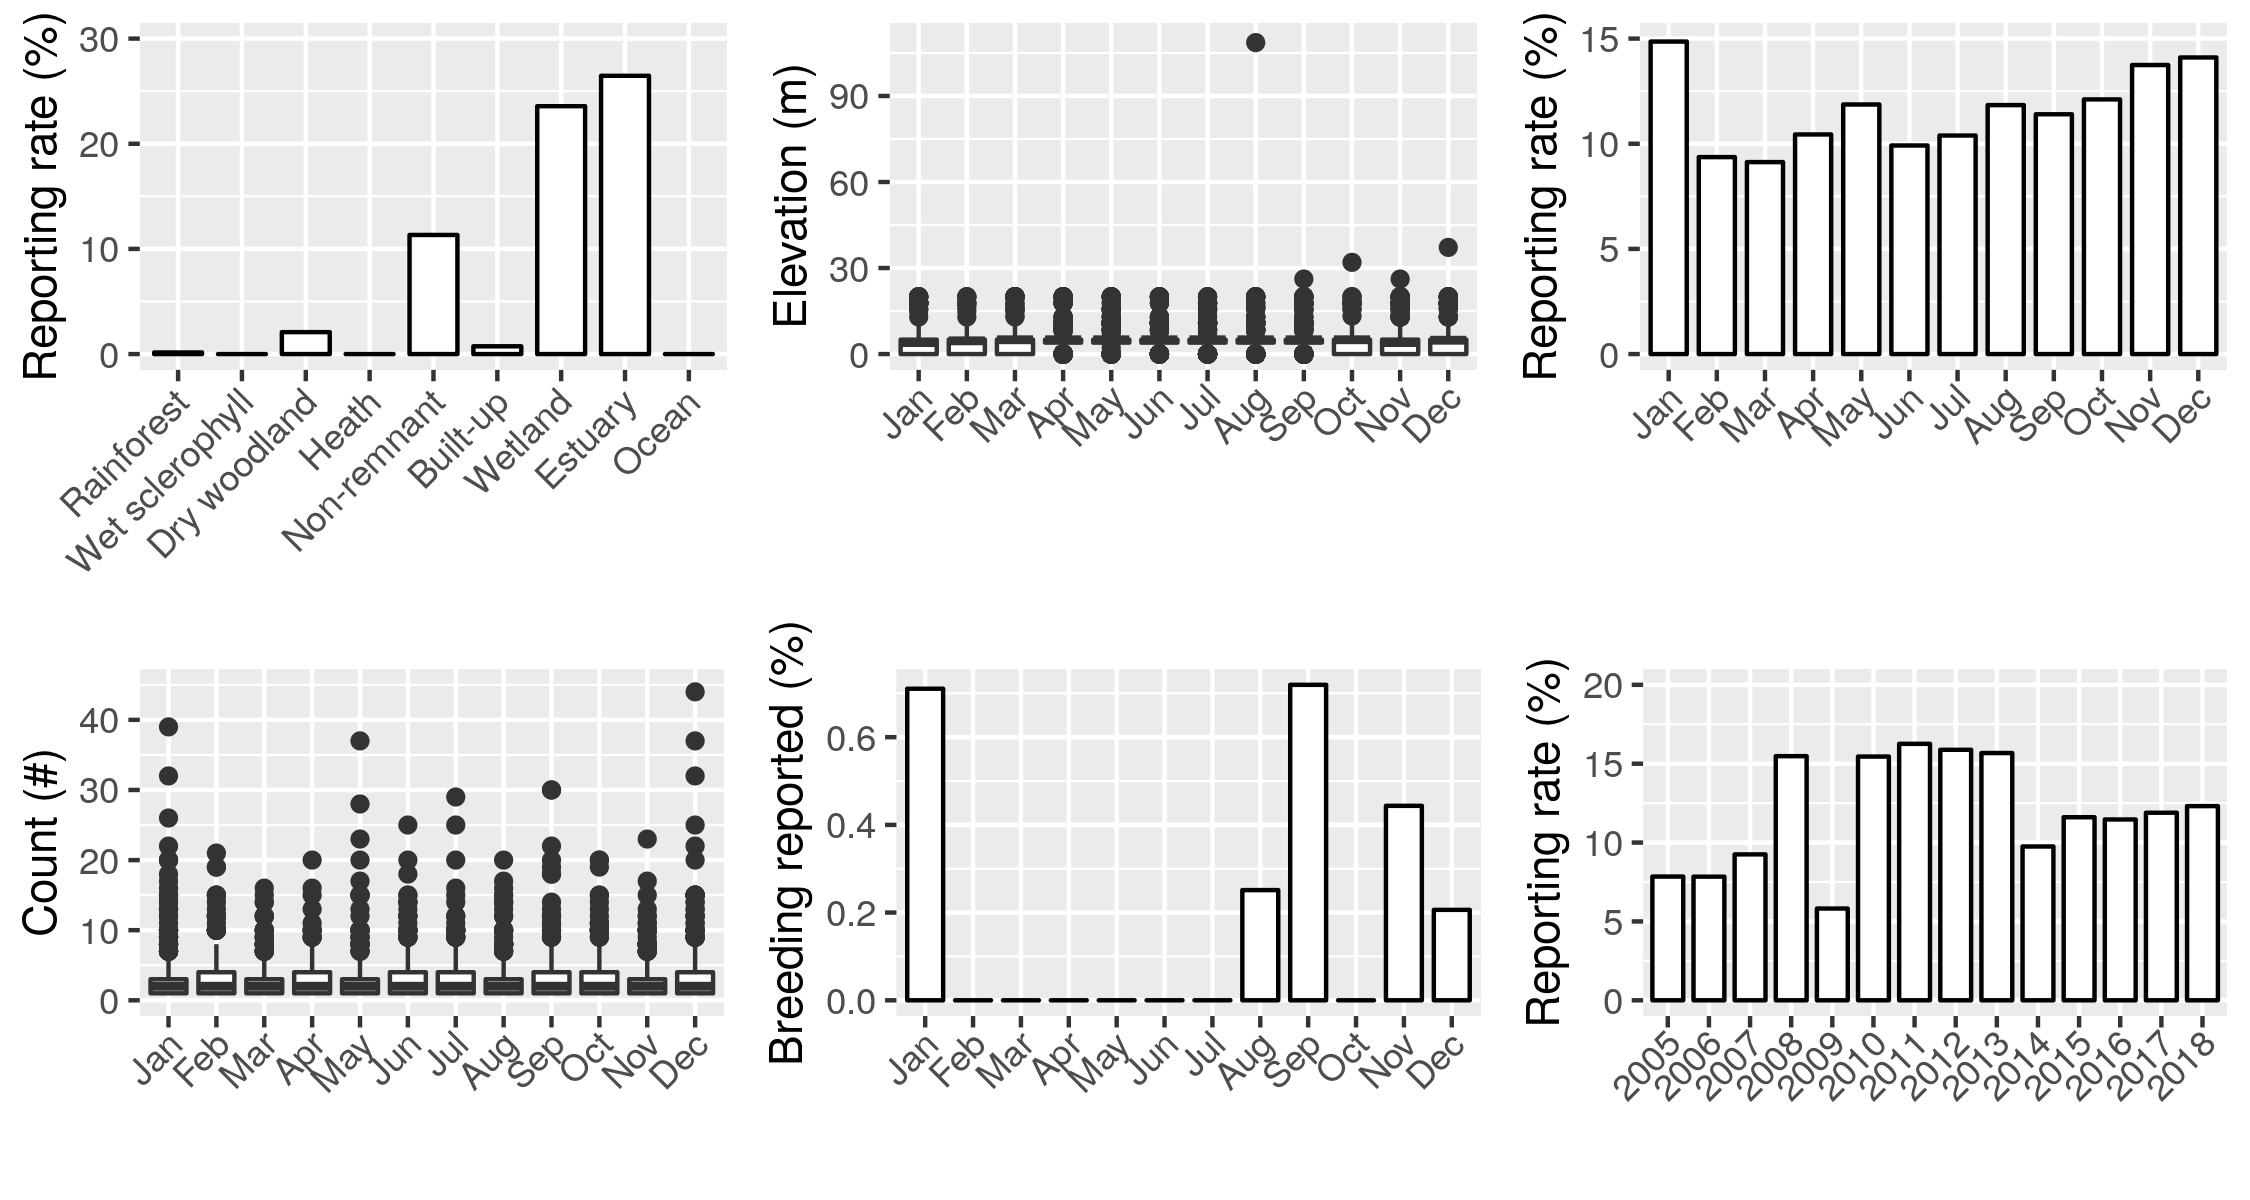 Reporting rate (%)
30
20
10
0
Rainforest
Wet sclerophyll
Dry woodland
Heath
Non-remnant
Built-up
Wetland
Estuary
Ocean
Elevation (m)
90
60
30
0
Jan
Feb
Mar
Apr
May
Jun
Jul
Aug
Sep
Oct
Nov
Dec
Reporting rate (%)
15
10
5
0
Jan
Feb
Mar
Apr
May
Jun
Jul
Aug
Sep
Oct
Nov
Dec
Count (#)
40
30
20
10
0
Jan
Feb
Mar
Apr
May
Jun
Jul
Aug
Sep
Oct
Nov
Dec
Breeding reported (%)
0.6
0.4
0.2
0.0
Jan
Feb
Mar
Apr
May
Jun
Jul
Aug
Sep
Oct
Nov
Dec
Reporting rate (%)
20
15
10
5
0
2005
2006
2007
2008
2009
2010
2011
2012
2013
2014
2015
2016
2017
2018